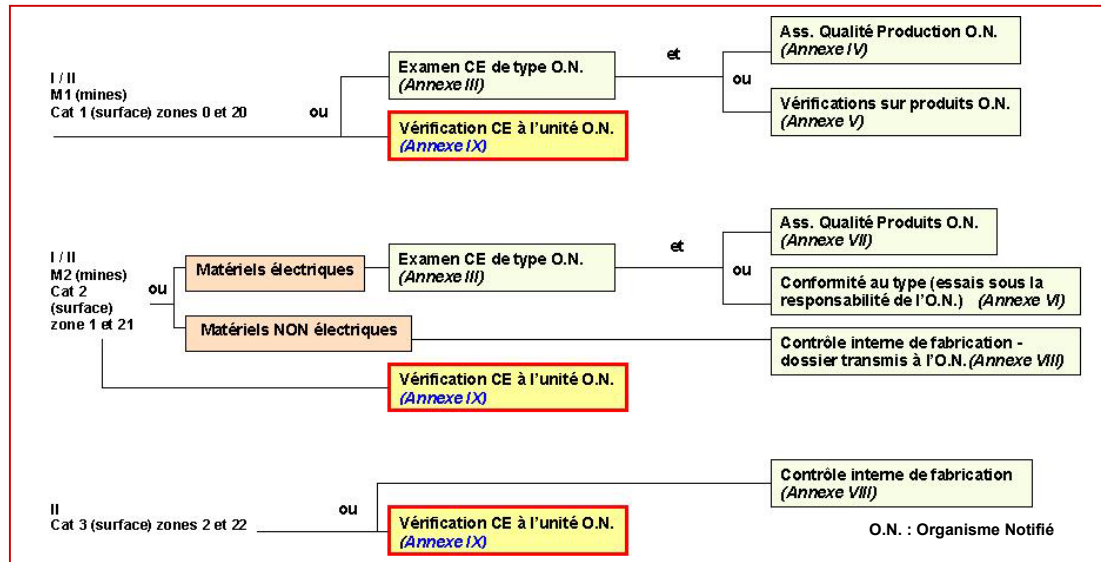 I / II
M1 (mines)
Cat 1 (surface) zones 0 et 20
ou
Examen CE de type O.N.
(Annexe III)
Vérification CE à l'unité O.N.
(Annexe IX)
et
ou
Ass. Qualité Production O.N.
(Annexe IV)
Vérifications sur produits O.N.
(Annexe V)
I / II
M2 (mines)
Cat 2
(surface)
zone 1 et 21
ou
Matériels électriques
Matériels NON électriques
Examen CE de type O.N.
(Annexe III)
Vérification CE à l'unité O.N.
(Annexe IX)
et
ou
Ass. Qualité Produits O.N.
(Annexe VII)
Conformité au type (essais sous la
responsabilité de l'O.N.) (Annexe VI)
Contrôle interne de fabrication -
dossier transmis à l'O.N. (Annexe VIII)
II
Cat 3 (surface) zones 2 et 22
ou
Vérification CE à l'unité O.N.
(Annexe IX)
Contrôle interne de fabrication
(Annexe VIII)
O.N. : Organisme Notifié